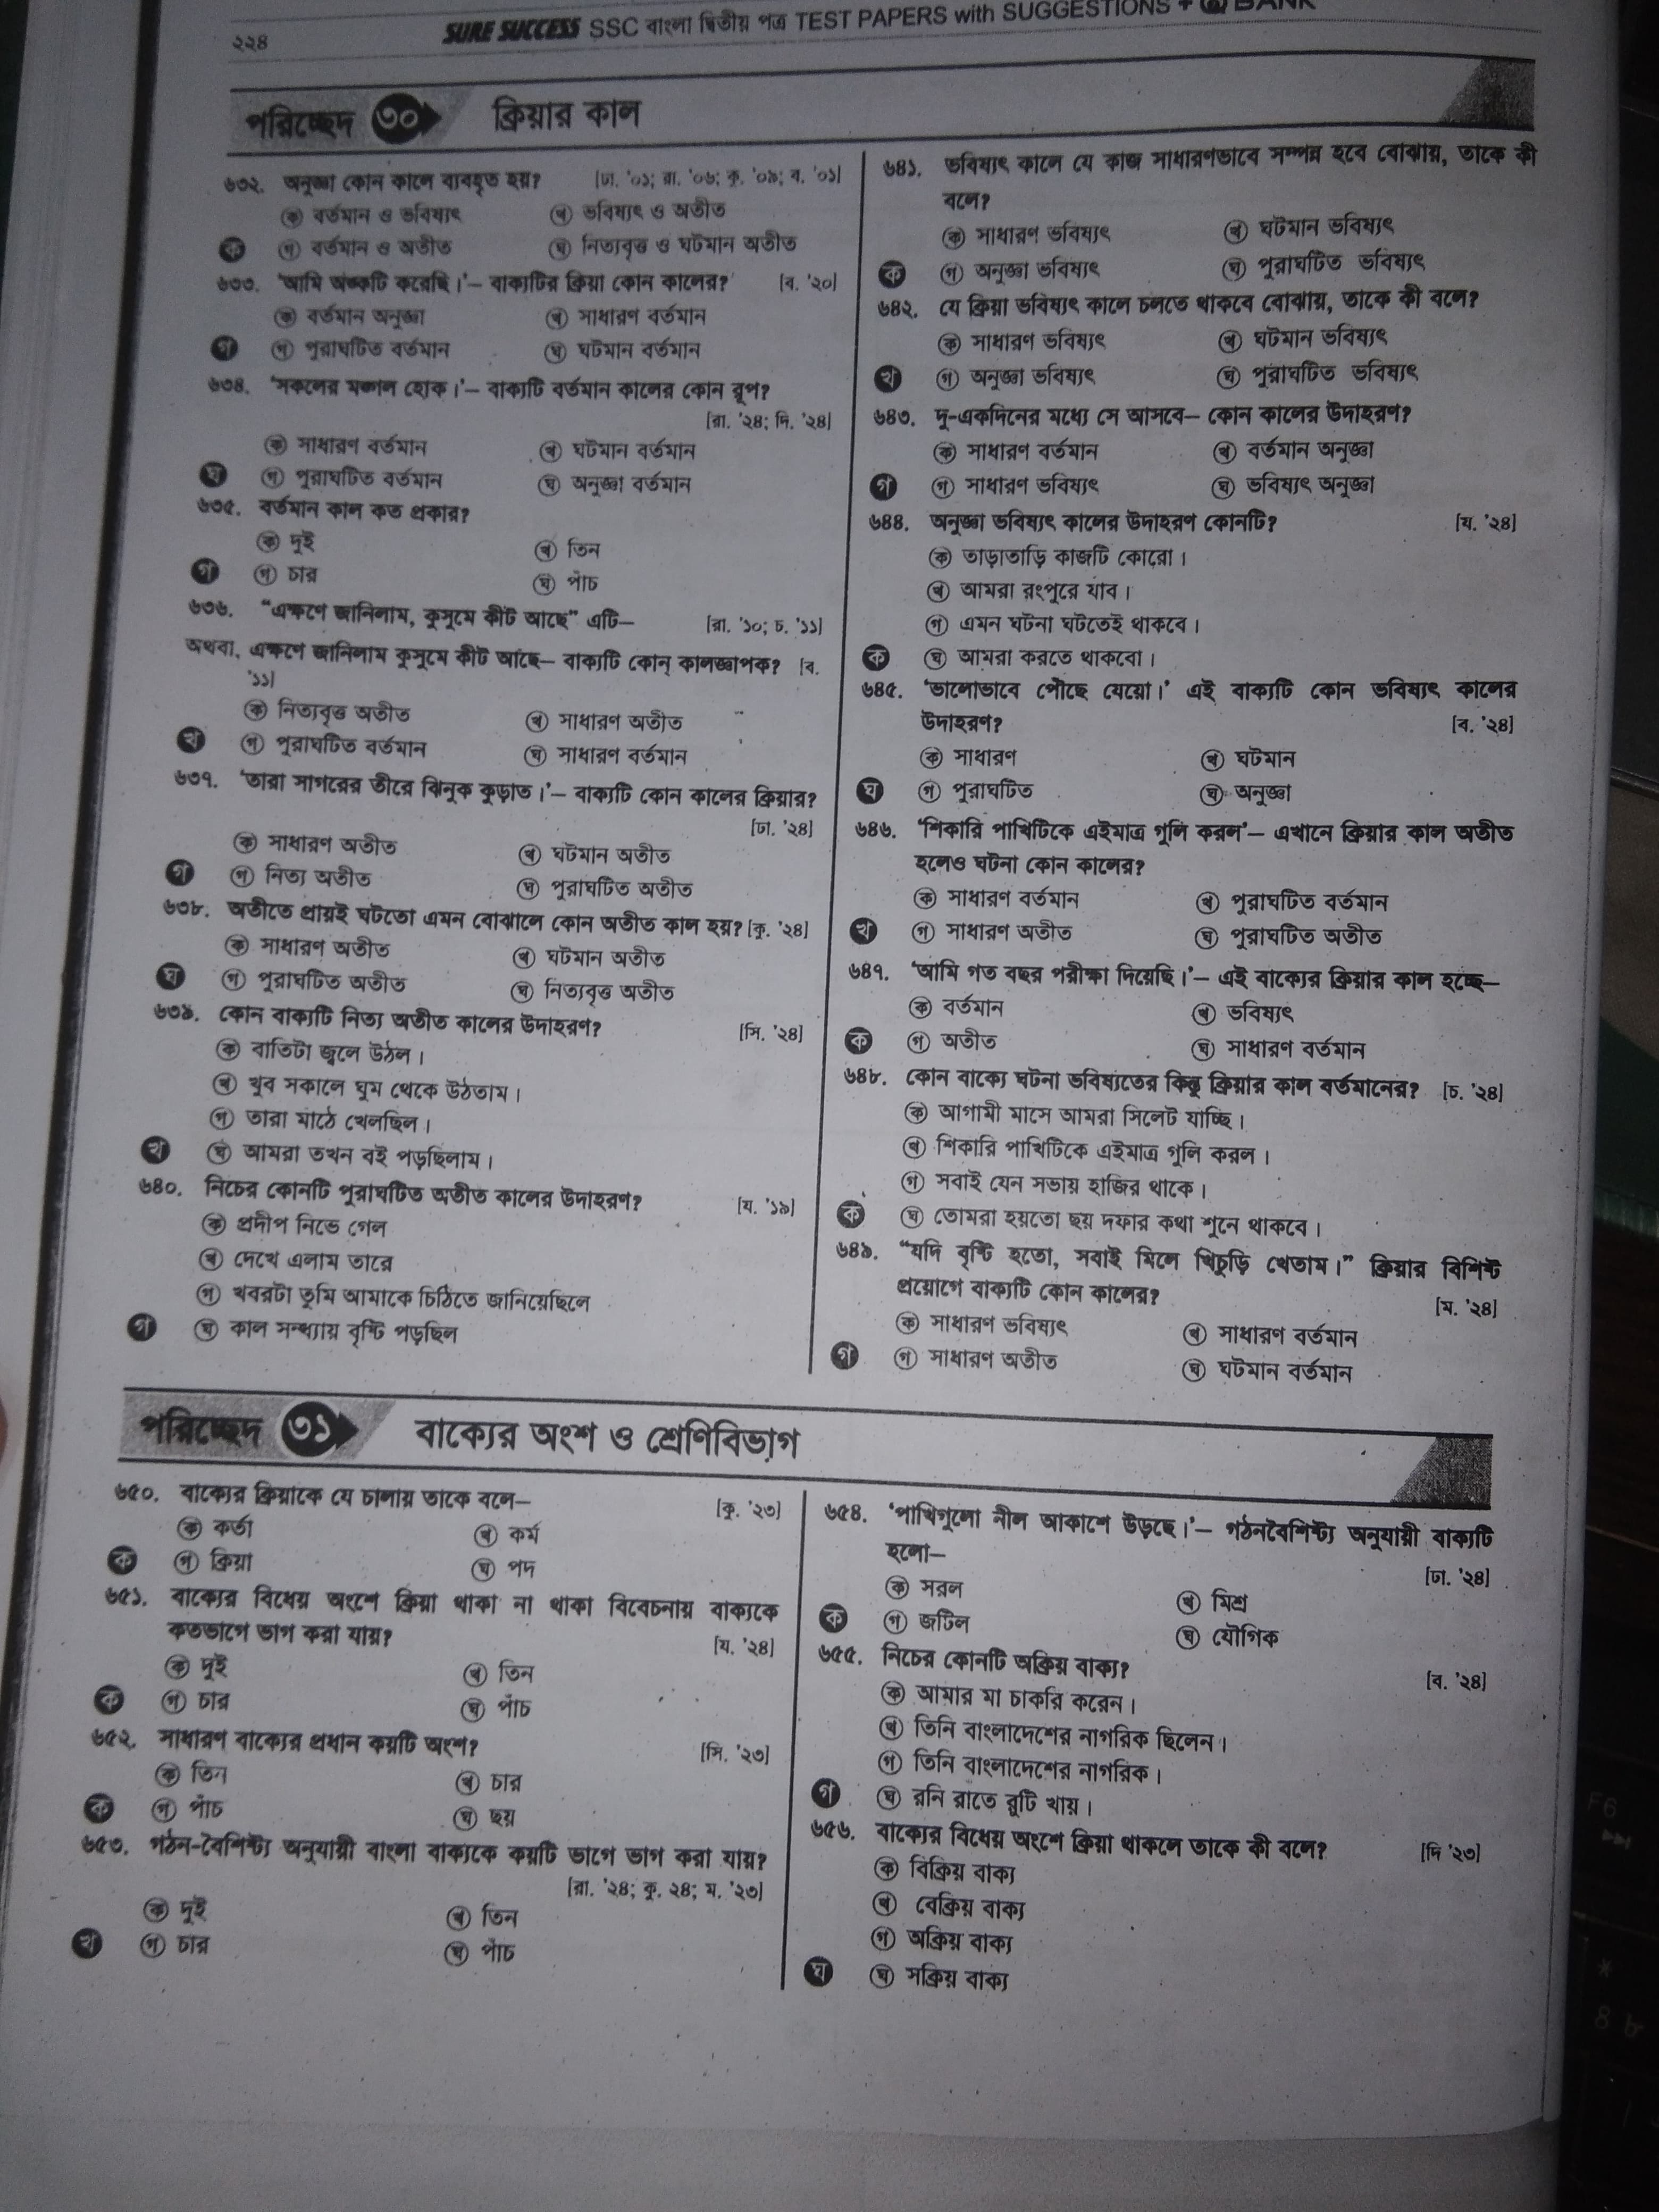 ২২৪
SURE SUCCESS SSC বাংলা দ্বিতীয় পত্র TEST PAPERS with SUGGESTIONS + Q BANK
পরিচ্ছেদ ৩০ ক্রিয়ার কাল
৬৩২. অনুজ্ঞা কোন কালে ব্যবহৃত হয়? [ঢা. '০১; রা. '০৬; কু. '০৯; ব. '০১]
ক বর্তমান ও ভবিষ্যৎ খ ভবিষ্যৎ ও অতীত
ক গ বর্তমান ও অতীত ঘ নিত্যবৃত্ত ও ঘটমান অতীত
৬৩৩. 'আমি অঙ্কটি করেছি।'– বাক্যটির ক্রিয়া কোন কালের? [ব. '২০]
ক বর্তমান অনুজ্ঞা খ সাধারণ বর্তমান
গ গ পুরাঘটিত বর্তমান ঘ ঘটমান বর্তমান
৬৩৪. 'সকলের মঙ্গল হোক।'– বাক্যটি বর্তমান কালের কোন রূপ?
[রা. '২৪; দি. '২৪]
ক সাধারণ বর্তমান খ ঘটমান বর্তমান
ঘ গ পুরাঘটিত বর্তমান ঘ অনুজ্ঞা বর্তমান
৬৩৫. বর্তমান কাল কত প্রকার?
ক দুই খ তিন
গ গ চার ঘ পাঁচ
৬৩৬. “এক্ষণে জানিলাম, কুসুমে কীট আছে” এটি– [রা. '১০; চ. '১১]
অথবা, এক্ষণে জানিলাম কুসুমে কীট আছে– বাক্যটি কোন্ কালজ্ঞাপক? [ব.
'১১]
ক নিত্যবৃত্ত অতীত খ সাধারণ অতীত
খ গ পুরাঘটিত বর্তমান ঘ সাধারণ বর্তমান
৬৩৭. 'তারা সাগরের তীরে ঝিনুক কুড়াত।'– বাক্যটি কোন কালের ক্রিয়ার?
[ঢা. '২৪]
ক সাধারণ অতীত খ ঘটমান অতীত
গ গ নিত্য অতীত ঘ পুরাঘটিত অতীত
৬৩৮. অতীতে প্রায়ই ঘটতো এমন বোঝালে কোন অতীত কাল হয়? [কু. '২৪]
ক সাধারণ অতীত খ ঘটমান অতীত
ঘ গ পুরাঘটিত অতীত ঘ নিত্যবৃত্ত অতীত
৬৩৯. কোন বাক্যটি নিত্য অতীত কালের উদাহরণ? [সি. '২৪]
ক বাতিটা জ্বলে উঠল।
খ খুব সকালে ঘুম থেকে উঠতাম।
গ তারা মাঠে খেলছিল।
খ ঘ আমরা তখন বই পড়ছিলাম।
৬৪০. নিচের কোনটি পুরাঘটিত অতীত কালের উদাহরণ? [য. '১৯]
ক প্রদীপ নিভে গেল
খ দেখে এলাম তারে
গ খবরটা তুমি আমাকে চিঠিতে জানিয়েছিলে
গ ঘ কাল সন্ধ্যায় বৃষ্টি পড়ছিল
৬৪১. ভবিষ্যৎ কালে যে কাজ সাধারণভাবে সম্পন্ন হবে বোঝায়, তাকে কী
বলে?
ক সাধারণ ভবিষ্যৎ খ ঘটমান ভবিষ্যৎ
ক গ অনুজ্ঞা ভবিষ্যৎ ঘ পুরাঘটিত ভবিষ্যৎ
৬৪২. যে ক্রিয়া ভবিষ্যৎ কালে চলতে থাকবে বোঝায়, তাকে কী বলে?
ক সাধারণ ভবিষ্যৎ খ ঘটমান ভবিষ্যৎ
খ গ অনুজ্ঞা ভবিষ্যৎ ঘ পুরাঘটিত ভবিষ্যৎ
৬৪৩. দু-একদিনের মধ্যে সে আসবে– কোন কালের উদাহরণ?
ক সাধারণ বর্তমান খ বর্তমান অনুজ্ঞা
গ গ সাধারণ ভবিষ্যৎ ঘ ভবিষ্যৎ অনুজ্ঞা
৬৪৪. অনুজ্ঞা ভবিষ্যৎ কালের উদাহরণ কোনটি? [য. '২৪]
ক তাড়াতাড়ি কাজটি কোরো।
খ আমরা রংপুরে যাব।
গ এমন ঘটনা ঘটতেই থাকবে।
ক ঘ আমরা করতে থাকবো।
৬৪৫. 'ভালোভাবে পৌঁছে যেয়ো।' এই বাক্যটি কোন ভবিষ্যৎ কালের
উদাহরণ? [ব. '২৪]
ক সাধারণ খ ঘটমান
ঘ গ পুরাঘটিত ঘ অনুজ্ঞা
৬৪৬. 'শিকারি পাখিটিকে এইমাত্র গুলি করল'– এখানে ক্রিয়ার কাল অতীত
হলেও ঘটনা কোন কালের?
ক সাধারণ বর্তমান খ পুরাঘটিত বর্তমান
খ গ সাধারণ অতীত ঘ পুরাঘটিত অতীত
৬৪৭. 'আমি গত বছর পরীক্ষা দিয়েছি।'– এই বাক্যের ক্রিয়ার কাল হচ্ছে–
ক বর্তমান খ ভবিষ্যৎ
ক গ অতীত ঘ সাধারণ বর্তমান
৬৪৮. কোন বাক্যে ঘটনা ভবিষ্যতের কিন্তু ক্রিয়ার কাল বর্তমানের? [চ. '২৪]
ক আগামী মাসে আমরা সিলেট যাচ্ছি।
খ শিকারি পাখিটিকে এইমাত্র গুলি করল।
গ সবাই যেন সভায় হাজির থাকে।
ক ঘ তোমরা হয়তো ছয় দফার কথা শুনে থাকবে।
৬৪৯. “যদি বৃষ্টি হতো, সবাই মিলে খিচুড়ি খেতাম।” ক্রিয়ার বিশিষ্ট
প্রয়োগে বাক্যটি কোন কালের? [ম. '২৪]
ক সাধারণ ভবিষ্যৎ খ সাধারণ বর্তমান
গ গ সাধারণ অতীত ঘ ঘটমান বর্তমান
পরিচ্ছেদ ৩১ বাক্যের অংশ ও শ্রেণিবিভাগ
৬৫০. বাক্যের ক্রিয়াকে যে চালায় তাকে বলে– [কু. '২৩]
ক কর্তা খ কর্ম
ক গ ক্রিয়া ঘ পদ
৬৫১. বাক্যের বিধেয় অংশে ক্রিয়া থাকা না থাকা বিবেচনায় বাক্যকে
কতভাগে ভাগ করা যায়? [য. '২৪]
ক দুই খ তিন
ক গ চার ঘ পাঁচ
৬৫২. সাধারণ বাক্যের প্রধান কয়টি অংশ? [সি. '২৩]
ক তিন খ চার
ক গ পাঁচ ঘ ছয়
৬৫৩. গঠন-বৈশিষ্ট্য অনুযায়ী বাংলা বাক্যকে কয়টি ভাগে ভাগ করা যায়?
[রা. '২৪; কু. ২৪; ম. '২৩]
ক দুই খ তিন
খ গ চার ঘ পাঁচ
৬৫৪. 'পাখিগুলো নীল আকাশে উড়ছে।'– গঠনবৈশিষ্ট্য অনুযায়ী বাক্যটি
হলো– [ঢা. '২৪]
ক সরল খ মিশ্র
ক গ জটিল ঘ যৌগিক
৬৫৫. নিচের কোনটি অক্রিয় বাক্য? [ব. '২৪]
ক আমার মা চাকরি করেন।
খ তিনি বাংলাদেশের নাগরিক ছিলেন।
গ তিনি বাংলাদেশের নাগরিক।
গ ঘ রনি রাতে রুটি খায়।
৬৫৬. বাক্যের বিধেয় অংশে ক্রিয়া থাকলে তাকে কী বলে? [দি '২৩]
ক বিক্রিয় বাক্য
খ বেক্রিয় বাক্য
গ অক্রিয় বাক্য
ঘ ঘ সক্রিয় বাক্য
F6